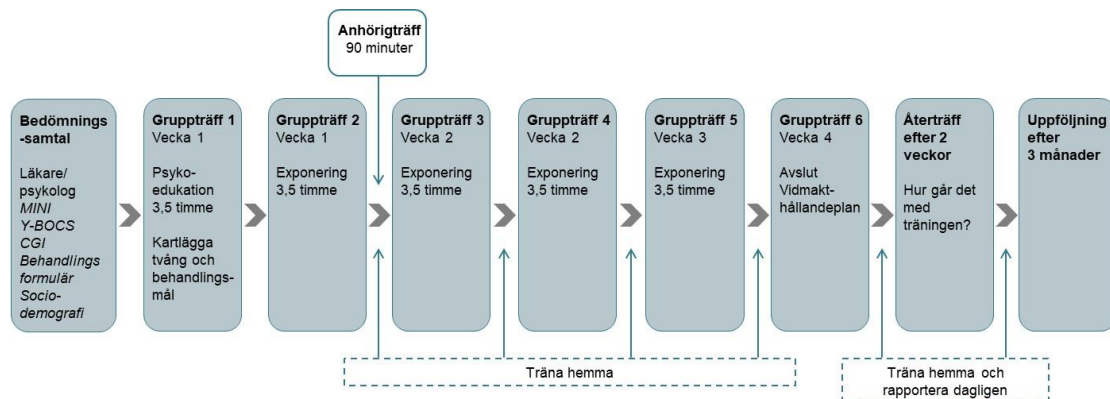 Anhörigträff
90 minuter
Bedömnings
-samtal
Läkare/
psykolog
MINI
Y-BOCS
CGI
Behandlings
formulär
Socio-
demografi
Gruppträff 1
Vecka 1
Psyko-
edukation
3,5 timme
Kartlägga
tvång och
behandlings-
mål
Gruppträff 2
Vecka 1
Exponering
3,5 timme
Gruppträff 3
Vecka 2
Exponering
3,5 timme
Gruppträff 4
Vecka 2
Exponering
3,5 timme
Gruppträff 5
Vecka 3
Exponering
3,5 timme
Gruppträff 6
Vecka 4
Avslut
Vidmakt-
hållandeplan
Återträff
efter 2
veckor
Hur går det
med
träningen?
Uppföljning
efter
3 månader
Träna hemma
Träna hemma och
rapportera dagligen